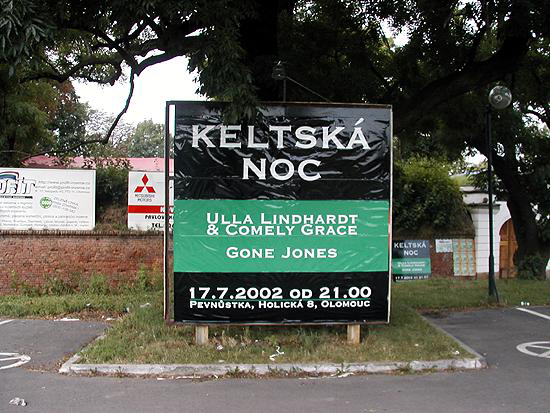 KELTSKÁ
NOC
ULLA LINDHARDT
& COMELY GRACE
GONE JONES
17.7.2002 OD 21.00
PEVNŮSTKA, HOLICKÁ 8, OLOMOUC
MITSUBISHI
MOTORS
KELTSKÁ
NOC